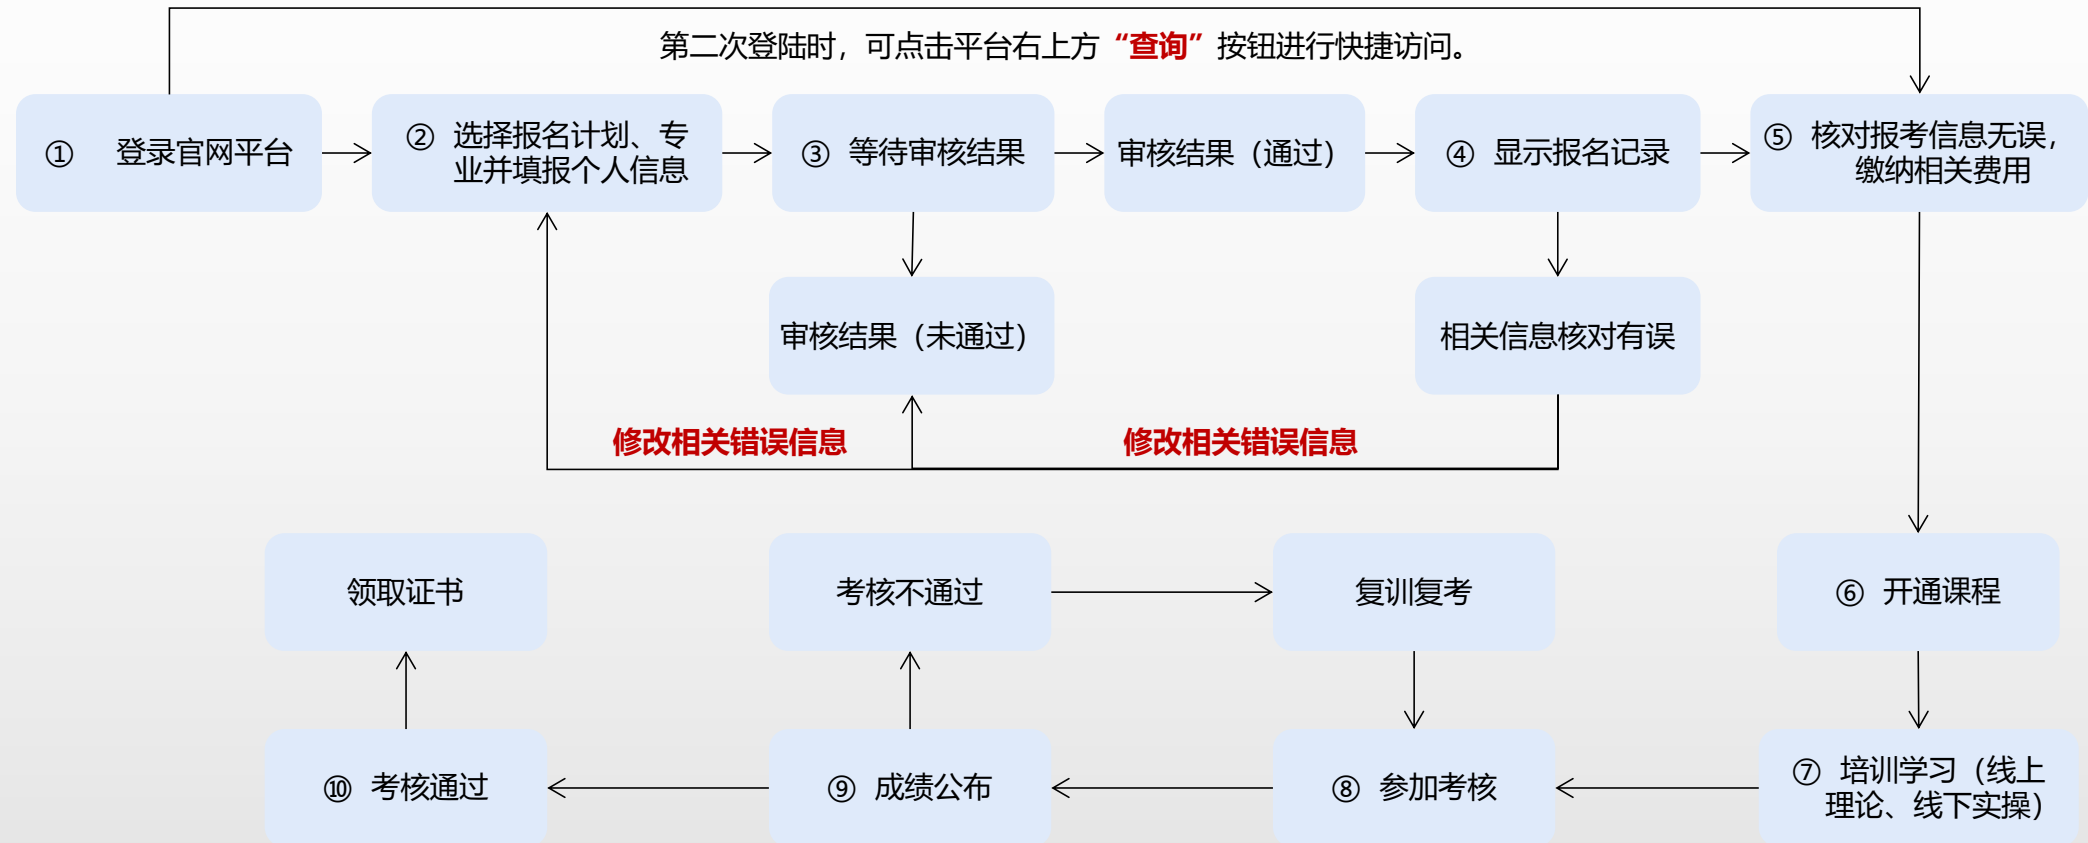 第二次登陆时，可点击平台右上方“查询”按钮进行快捷访问。
① 登录官网平台
② 选择报名计划、专
业并填报个人信息
③ 等待审核结果
审核结果（通过）
④ 显示报名记录
⑤ 核对报考信息无误，
缴纳相关费用
审核结果（未通过）
相关信息核对有误
修改相关错误信息
修改相关错误信息
领取证书
考核不通过
复训复考
⑥ 开通课程
⑩ 考核通过
⑨ 成绩公布
⑧ 参加考核
⑦ 培训学习（线上
理论、线下实操）